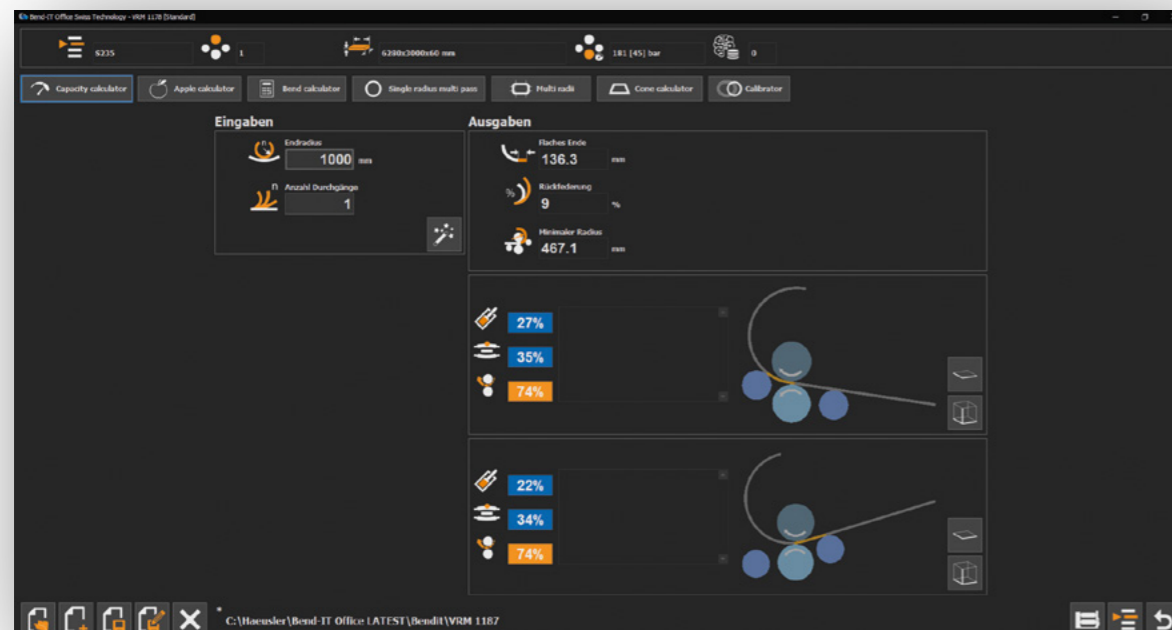 Bend-IT Office Swiss Technology - VRM 1178 [Standard]
S235
1
6200x3000x60 mm
181 [45] bar
0
Capacity calculator
Apple calculator
Bend calculator
Single radius multi pass
Multi radii
Cone calculator
Calibrator
Eingaben
Endradius
1000 mm
n Anzahl Durchgänge
1
Ausgaben
Flaches Ende
136.3 mm
% Rückfederung
9 %
Minimaler Radius
467.1 mm
27%
35%
74%
22%
34%
74%
* C:\Haeusler\Bend-IT Office LATEST\Bendit\VRM 1187